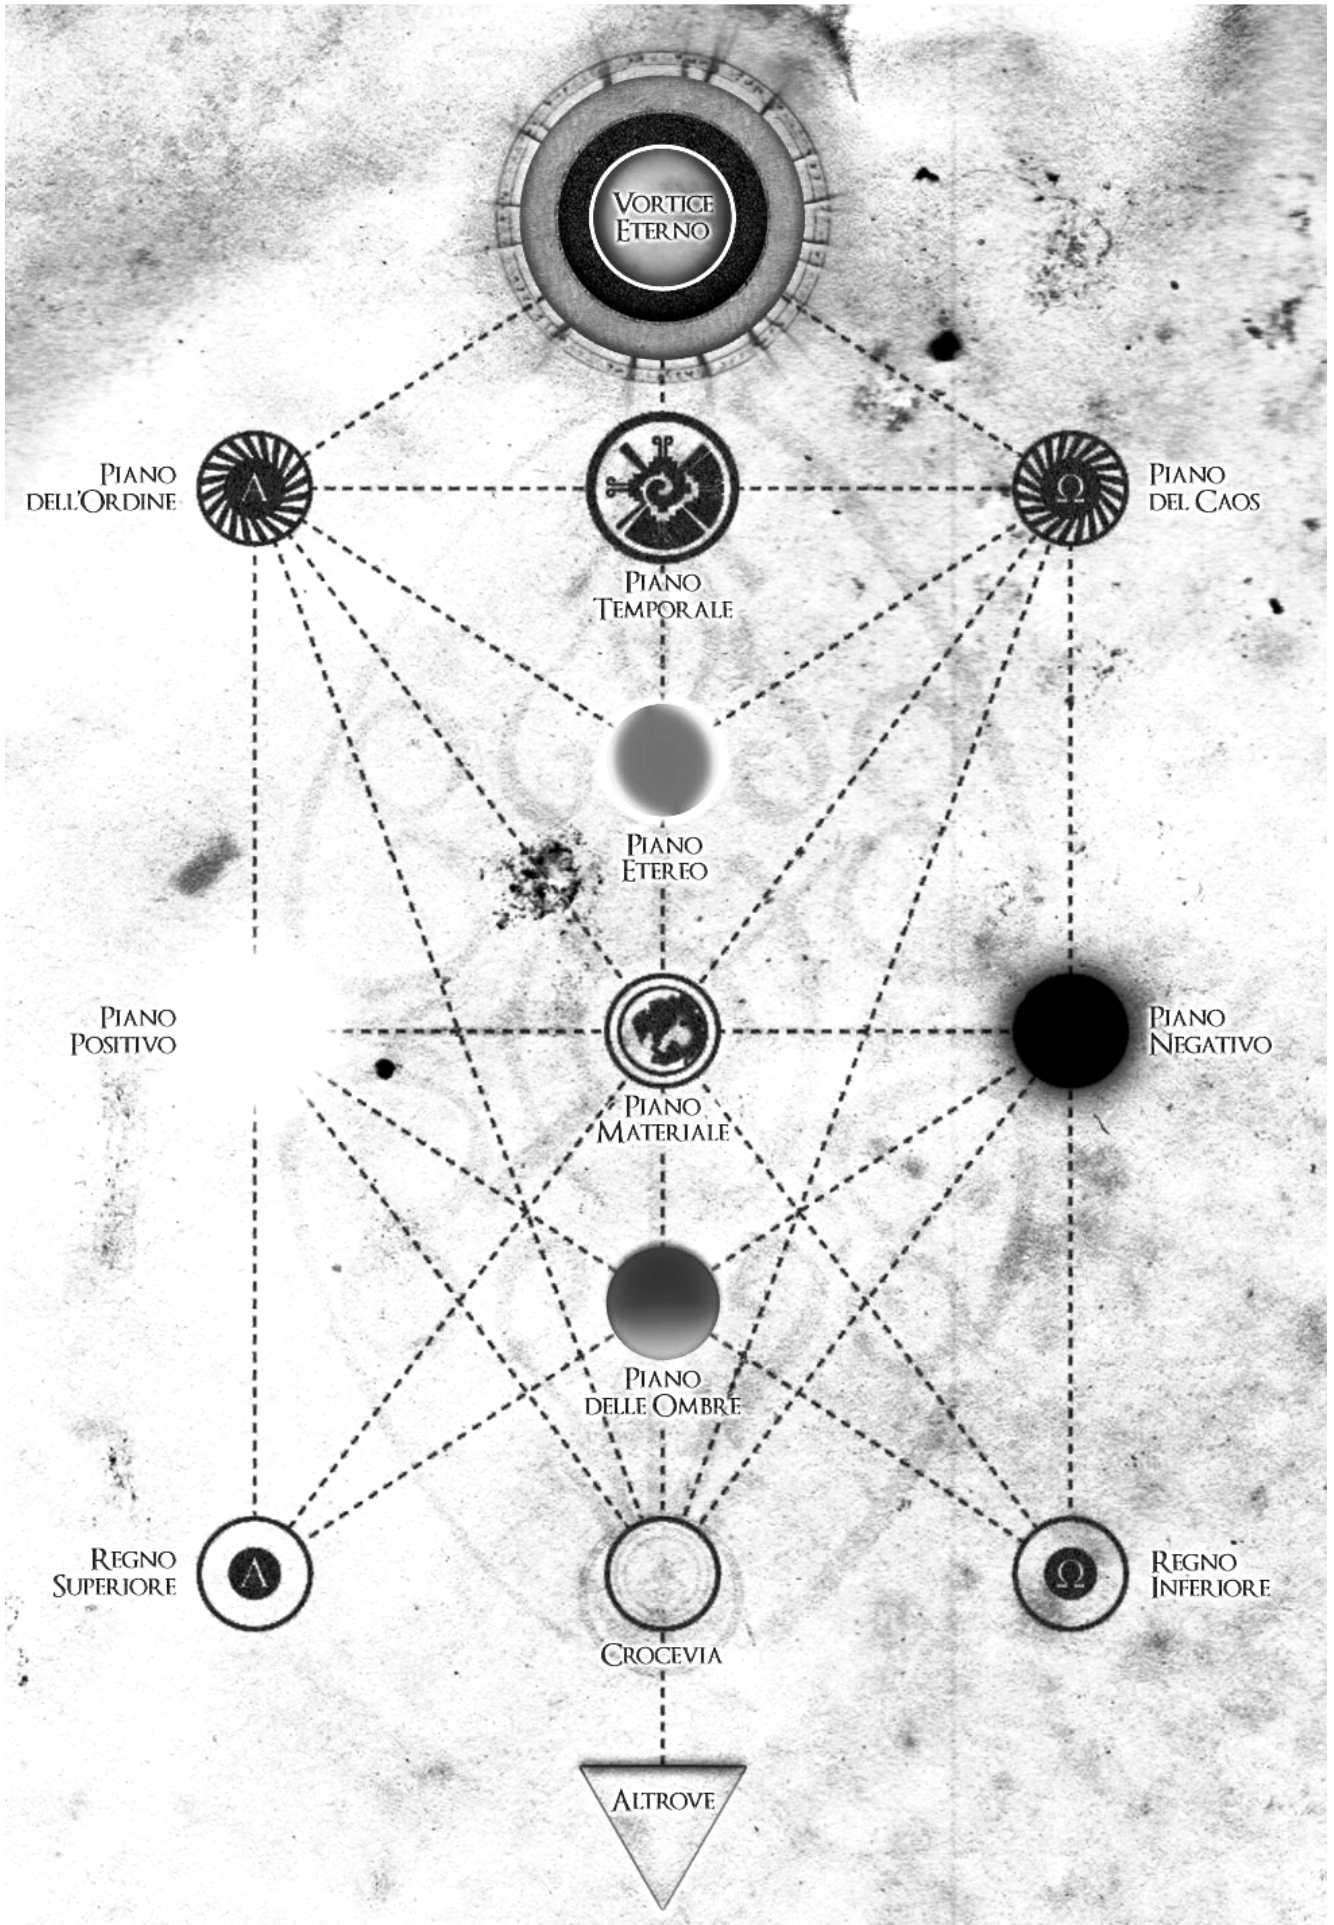 Vortice
Eterno
Piano
dell'Ordine
Α
Ω
Piano
del Caos
Piano
Temporale
Piano
Etereo
Piano
Positivo
Piano
Negativo
Piano
Materiale
Piano
delle Ombre
Regno
Superiore
Λ
Ω
Regno
Inferiore
Crocevia
Altrove